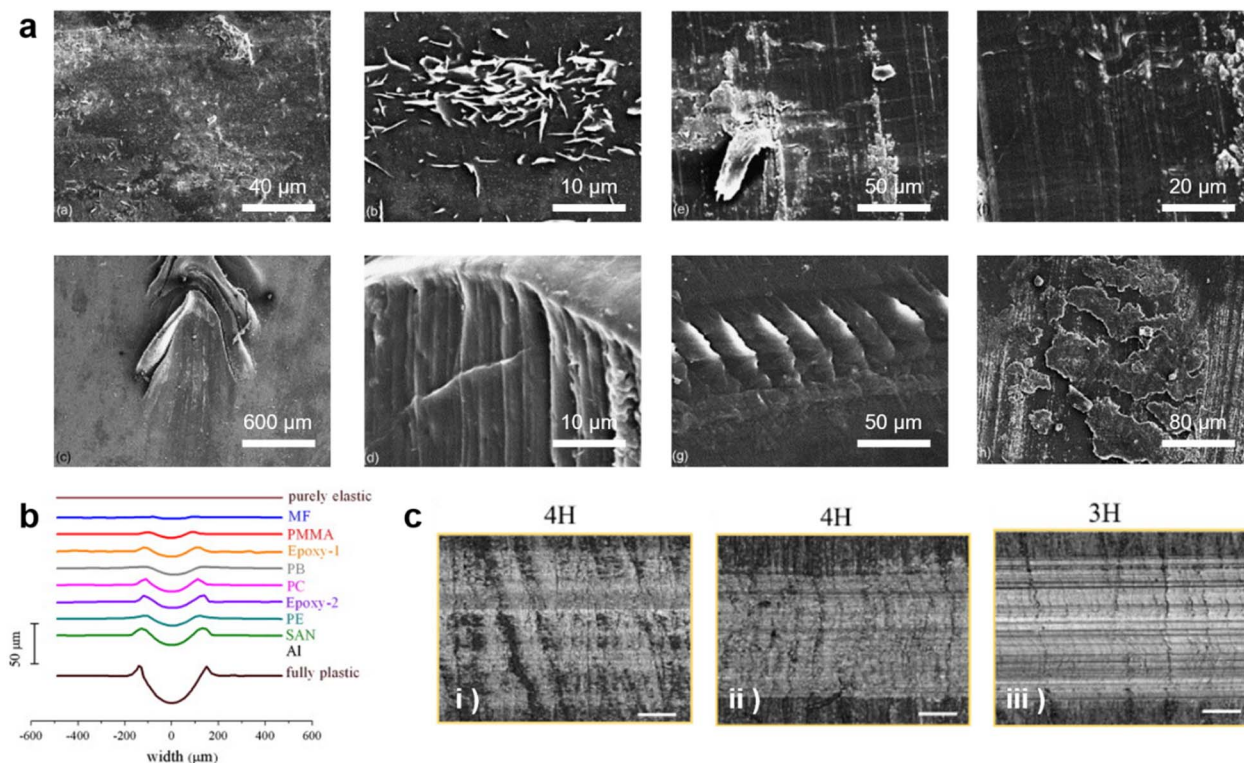 a
40 µm
(a)
10 µm
(b)
50 µm
(e)
20 µm
600 µm
(c)
10 µm
(d)
50 µm
(g)
80 µm
(h)
b
purely elastic
MF
PMMA
Epoxy-1
PB
PC
Epoxy-2
PE
SAN
Al
fully plastic
50 µm
-600 -400 -200 0 200 400 600
width (µm)
c
4H
4H
3H
i )
ii )
iii )